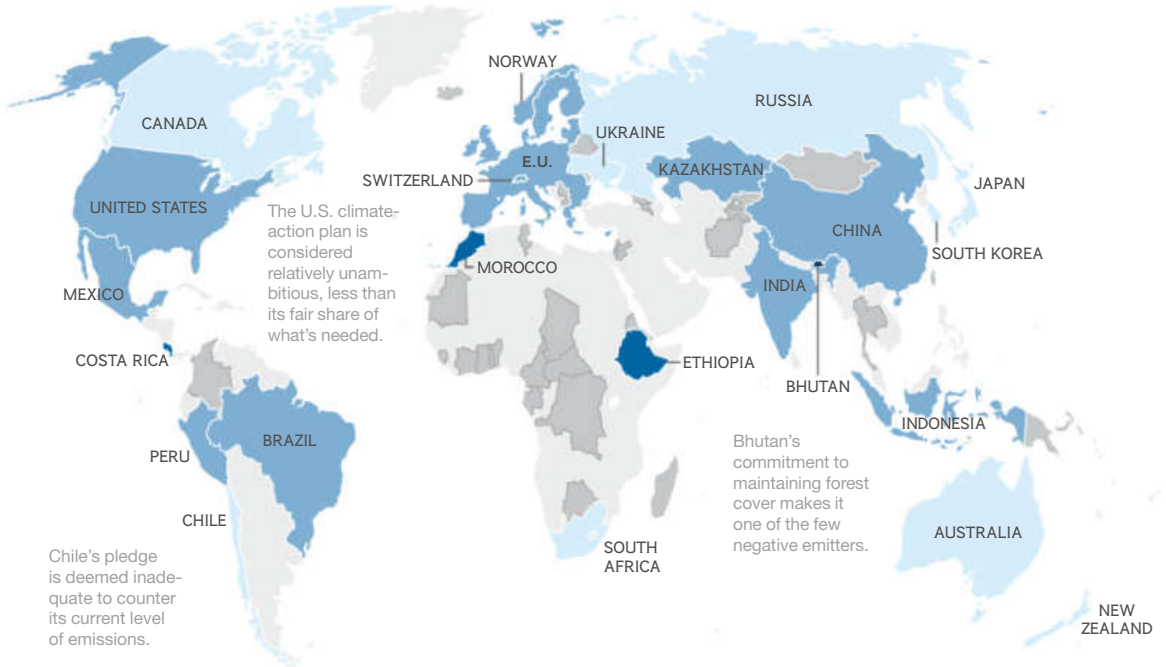 NORWAY
RUSSIA
CANADA
UKRAINE
E.U.
KAZAKHSTAN
SWITZERLAND
JAPAN
UNITED STATES
The U.S. climate-
action plan is
considered
relatively unam-
bitious, less than
its fair share of
what's needed.
CHINA
SOUTH KOREA
MOROCCO
INDIA
MEXICO
COSTA RICA
ETHIOPIA
BHUTAN
INDONESIA
BRAZIL
PERU
Bhutan's
commitment to
maintaining forest
cover makes it
one of the few
negative emitters.
CHILE
AUSTRALIA
SOUTH
AFRICA
Chile's pledge
is deemed inade-
quate to counter
its current level
of emissions.
NEW
ZEALAND